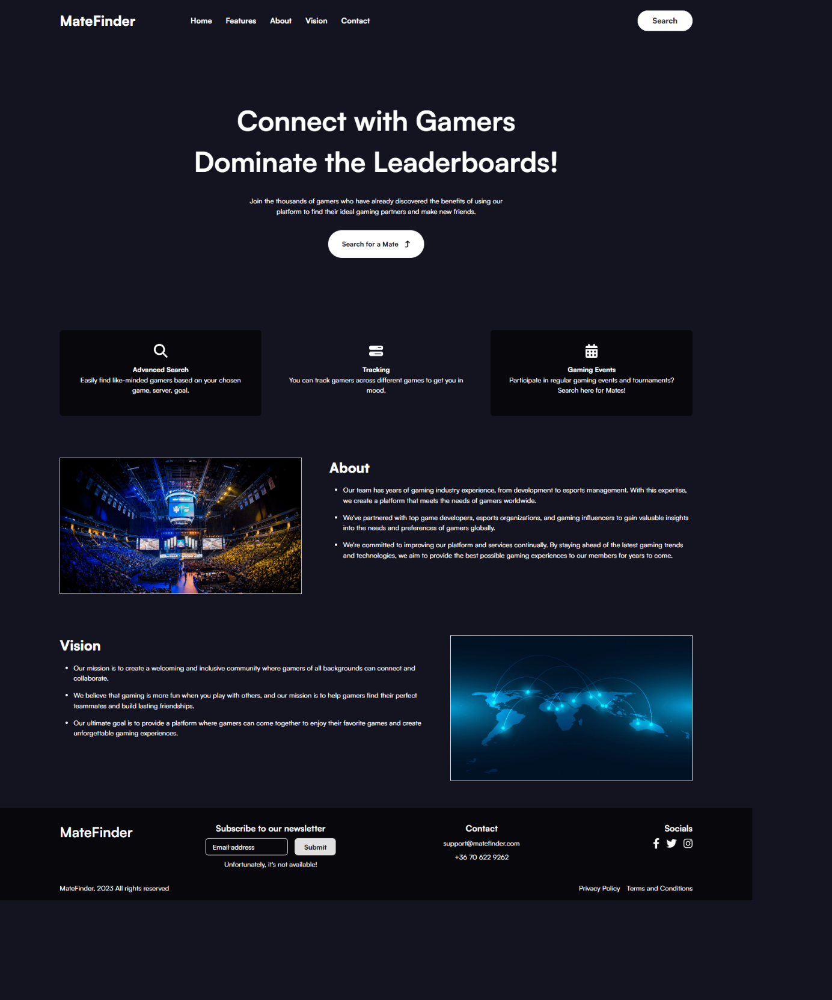 MateFinder
Home
Features
About
Vision
Contact
Search
Connect with Gamers
Dominate the Leaderboards!
Join the thousands of gamers who have already discovered the benefits of using our
platform to find their ideal gaming partners and make new friends.
Search for a Mate
Advanced Search
Easily find like-minded gamers based on your chosen
game, server, goal.
Tracking
You can track gamers across different games to get you in
mood.
Gaming Events
Participate in regular gaming events and tournaments?
Search here for Mates!
About
Our team has years of gaming industry experience, from development to esports management. With this expertise,
we create a platform that meets the needs of gamers worldwide.
We've partnered with top game developers, esports organizations, and gaming influencers to gain valuable insights
into the needs and preferences of gamers globally.
We're committed to improving our platform and services continually. By staying ahead of the latest gaming trends
and technologies, we aim to provide the best possible gaming experiences to our members for years to come.
Vision
Our mission is to create a welcoming and inclusive community where gamers of all backgrounds can connect and
collaborate.
We believe that gaming is more fun when you play with others, and our mission is to help gamers find their perfect
teammates and build lasting friendships.
Our ultimate goal is to provide a platform where gamers can come together to enjoy their favorite games and create
unforgettable gaming experiences.
MateFinder
Subscribe to our newsletter
Email address
Submit
Unfortunately, it's not available!
Contact
support@matefinder.com
+36 70 622 9262
Socials
MateFinder, 2023 All rights reserved
Privacy Policy
Terms and Conditions